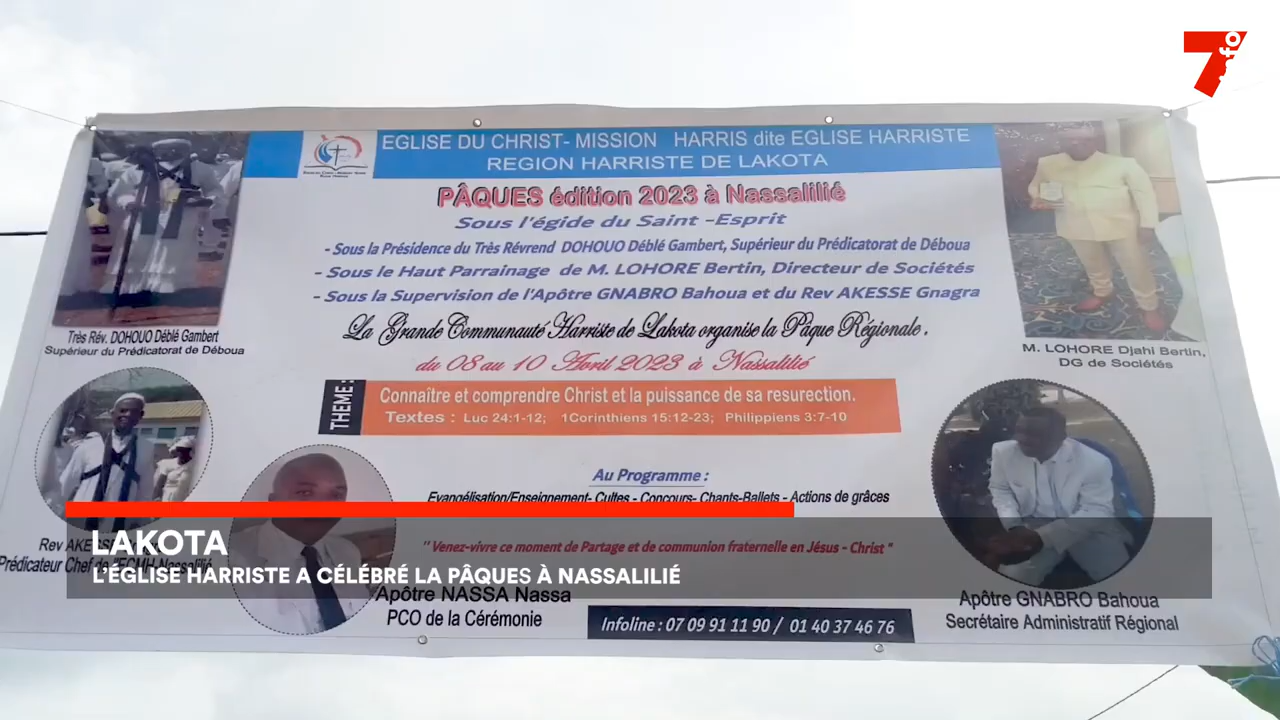 7
fo
EGLISE DU CHRIST- MISSION HARRIS dite EGLISE HARRISTE
REGION HARRISTE DE LAKOTA
PÂQUES édition 2023 à Nassalilié
Sous l'égide du Saint -Esprit
- Sous la Présidence du Très Révrend DOHOUO Déblé Gambert, Supérieur du Prédicatorat de Déboua
- Sous le Haut Parrainage de M. LOHORE Bertin, Directeur de Sociétés
- Sous la Supervision de l'Apôtre GNABRO Bahoua et du Rev AKESSE Gnagra
La Grande Communauté Harriste de Lakota organise la Pâque Régionale.
du 08 au 10 Avril 2023 à Nassalilié
Très Rév. DOHOUO Déblé Gambert
Supérieur du Prédicatorat de Déboua
M. LOHORE Djahi Bertin,
DG de Sociétés
THEME :
Connaître et comprendre Christ et la puissance de sa resurection.
Textes : Luc 24:1-12; 1Corinthiens 15:12-23; Philippiens 3:7-10
Au Programme :
Evangélisation/Enseignement- Cultes - Concours- Chants-Ballets - Actions de grâces
" Venez-vivre ce moment de Partage et de communion fraternelle en Jésus - Christ "
Rev
Prédicateur Chef de
LAKOTA
L'ÉGLISE HARRISTE A CÉLÉBRÉ LA PÂQUES À NASSALILIÉ
Apôtre NASSA Nassa
PCO de la Cérémonie
Infoline : 07 09 91 11 90 / 01 40 37 46 76
Apôtre GNABRO Bahoua
Secrétaire Administratif Régional